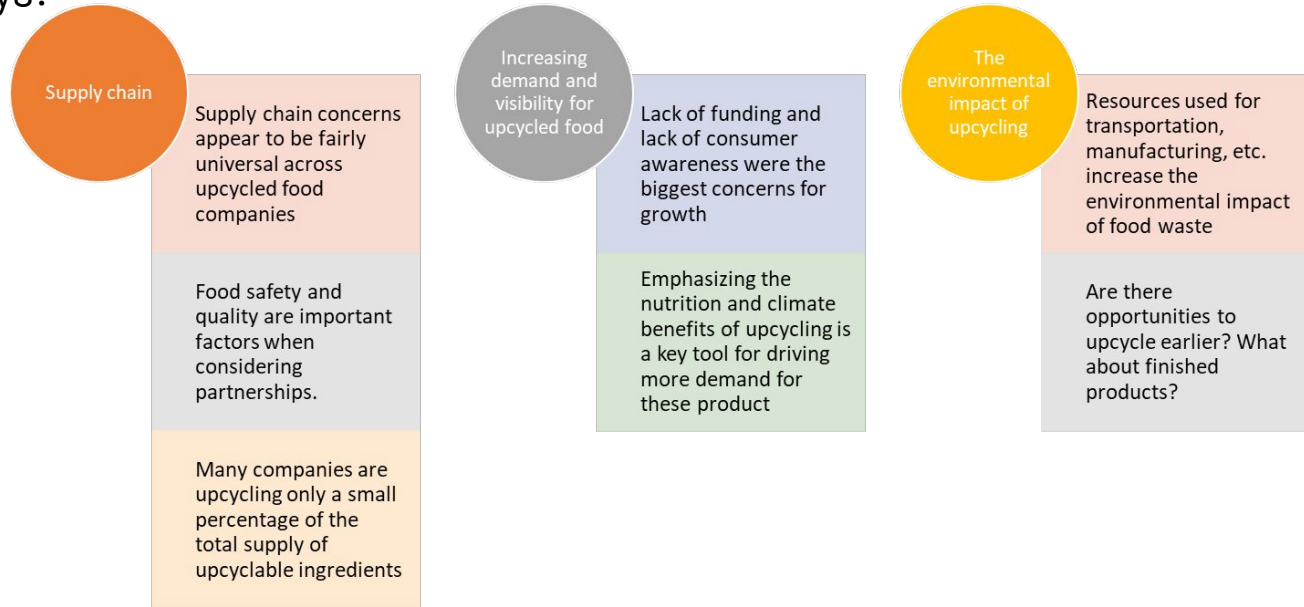 Supply chain
Supply chain concerns
appear to be fairly
universal across
upcycled food
companies
Food safety and
quality are important
factors when
considering
partnerships.
Many companies are
upcycling only a small
percentage of the
total supply of
upcyclable ingredients
Increasing
demand and
visibility for
upcycled food
Lack of funding and
lack of consumer
awareness were the
biggest concerns for
growth
Emphasizing the
nutrition and climate
benefits of upcycling is
a key tool for driving
more demand for
these product
The
environmental
impact of
upcycling
Resources used for
transportation,
manufacturing, etc.
increase the
environmental impact
of food waste
Are there
opportunities to
upcycle earlier? What
about finished
products?